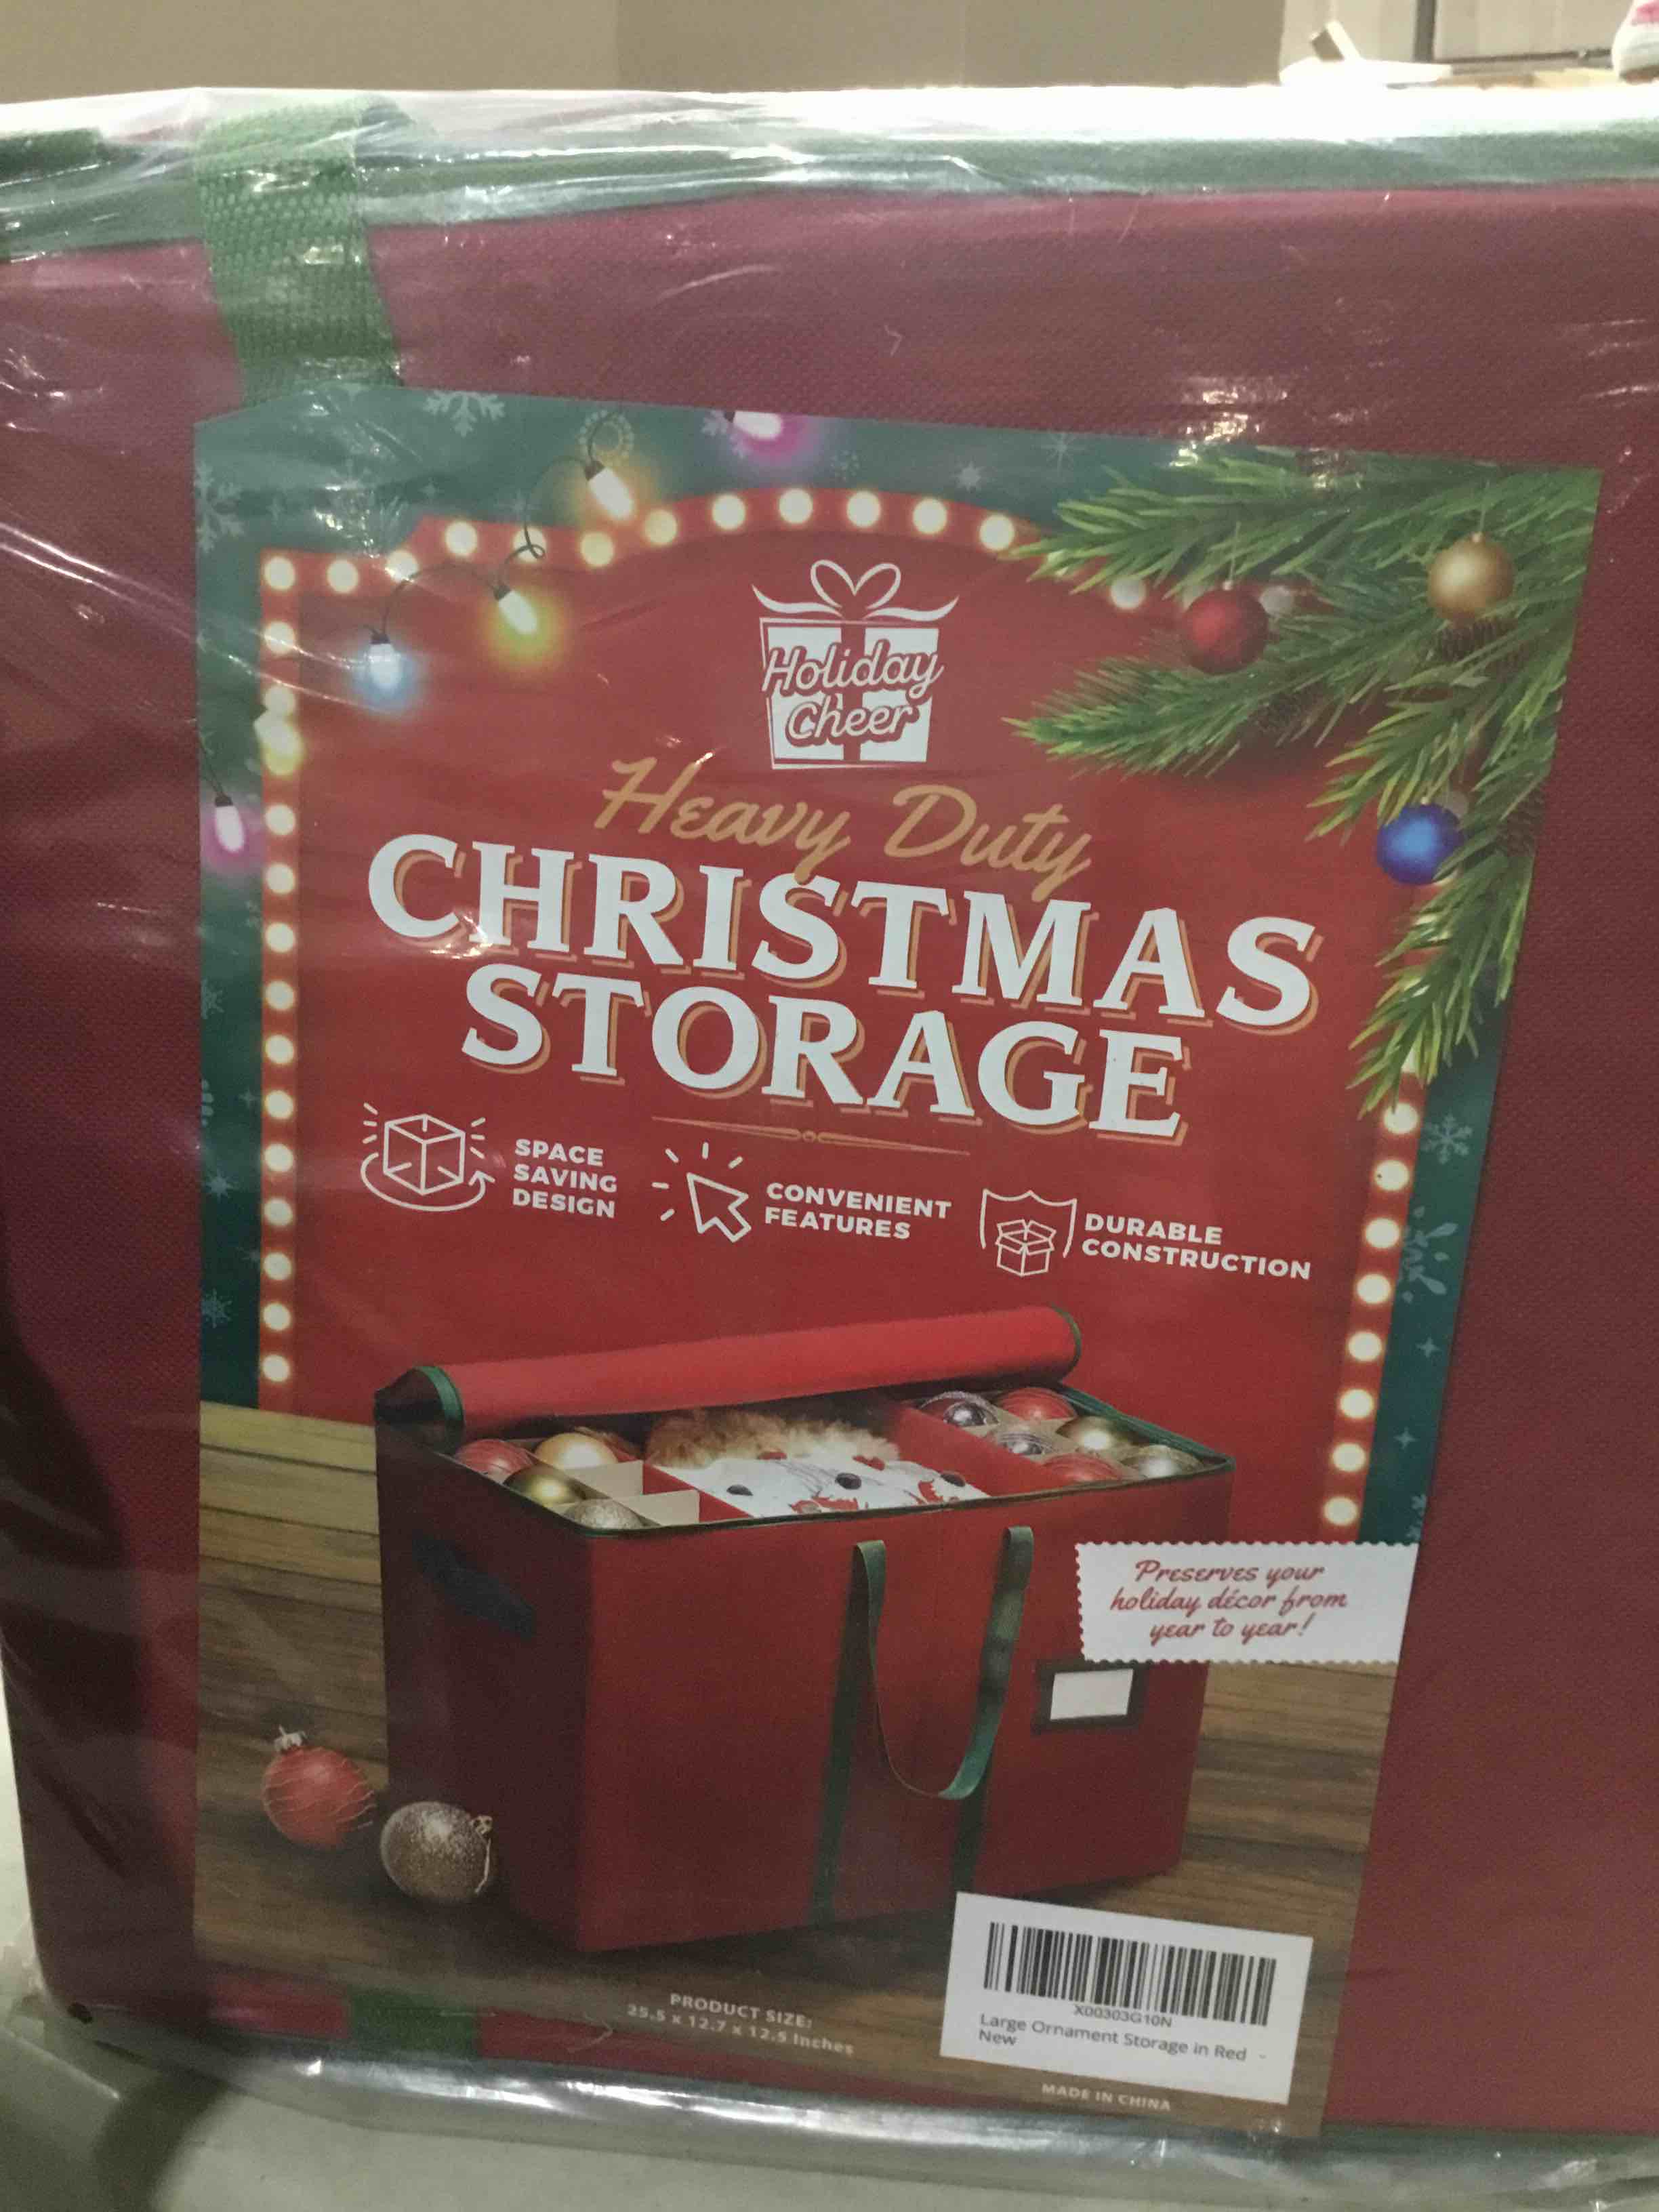 Holiday
Cheer
Heavy Duty
CHRISTMAS
STORAGE
SPACE
SAVING
DESIGN
CONVENIENT
FEATURES
DURABLE
CONSTRUCTION
Preserves your
holiday décor from
year to year!
PRODUCT SIZE:
25.5 x 12.7 x 12.5 Inches
X00303G10N
Large Ornament Storage in Red -
New
MADE IN CHINA